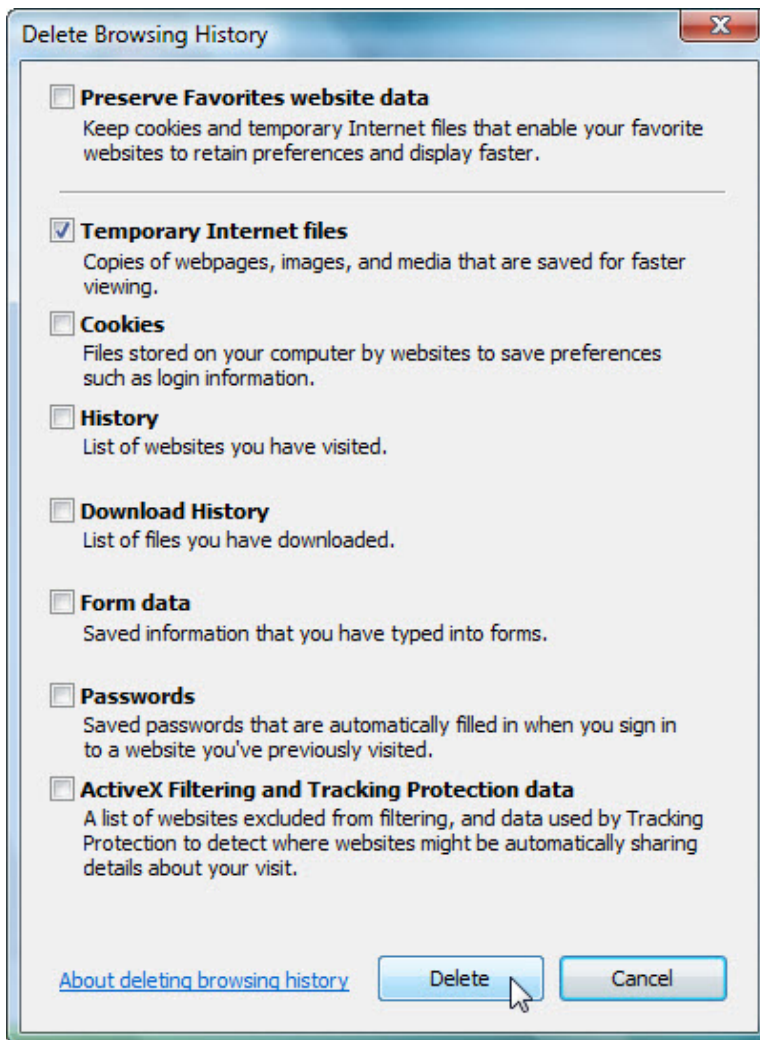 Delete Browsing History
Preserve Favorites website data
Keep cookies and temporary Internet files that enable your favorite
websites to retain preferences and display faster.
Temporary Internet files
Copies of webpages, images, and media that are saved for faster
viewing.
Cookies
Files stored on your computer by websites to save preferences
such as login information.
History
List of websites you have visited.
Download History
List of files you have downloaded.
Form data
Saved information that you have typed into forms.
Passwords
Saved passwords that are automatically filled in when you sign in
to a website you've previously visited.
ActiveX Filtering and Tracking Protection data
A list of websites excluded from filtering, and data used by Tracking
Protection to detect where websites might be automatically sharing
details about your visit.
About deleting browsing history Delete Cancel